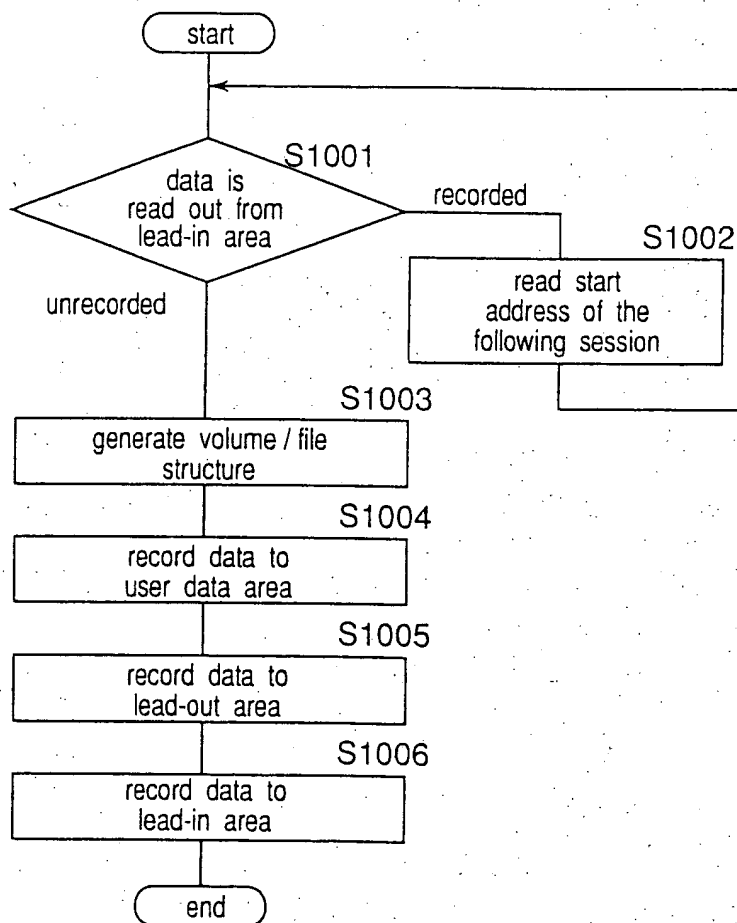 start
S1001
data is
read out from
lead-in area
recorded
S1002
read start
address of the
following session
unrecorded
S1003
generate volume / file
structure
S1004
record data to
user data area
S1005
record data to
lead-out area
S1006
record data to
lead-in area
end